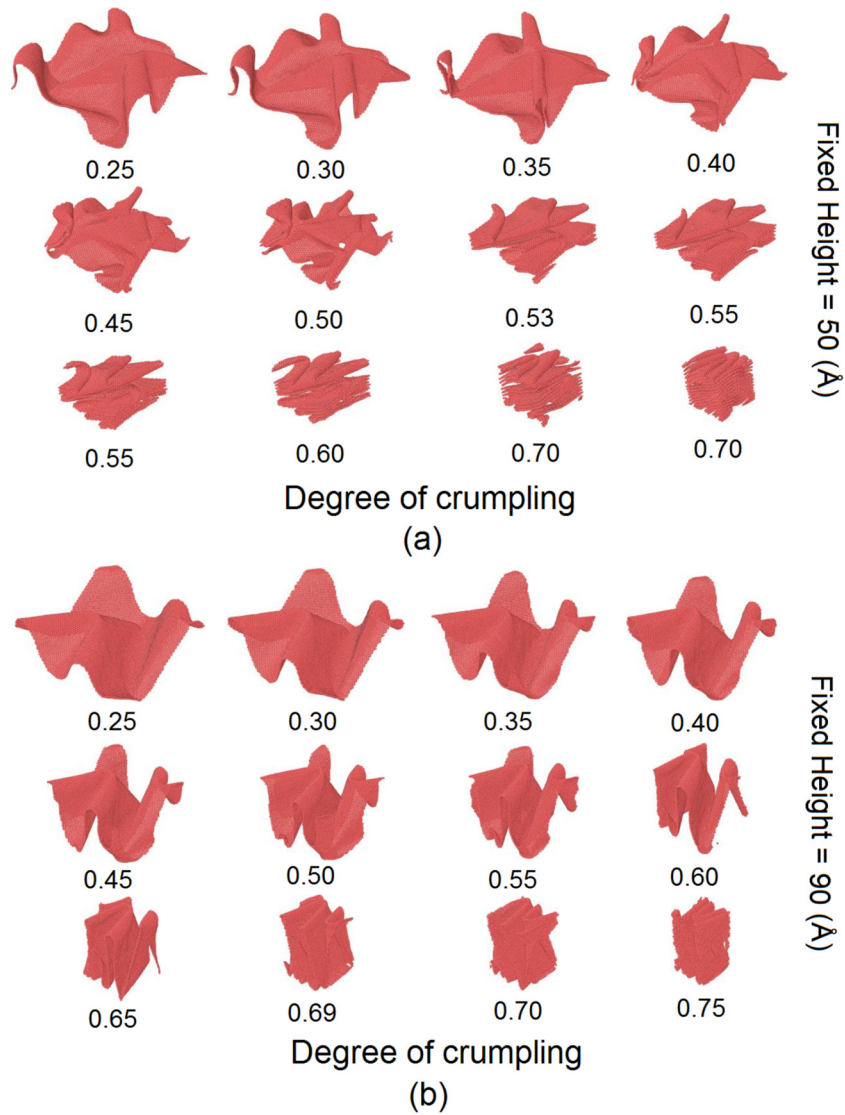 0.25 0.30 0.35 0.40
0.45 0.50 0.53 0.55
0.55 0.60 0.70 0.70
Fixed Height = 50 (Å)
Degree of crumpling
(a)
0.25 0.30 0.35 0.40
0.45 0.50 0.55 0.60
0.65 0.69 0.70 0.75
Fixed Height = 90 (Å)
Degree of crumpling
(b)